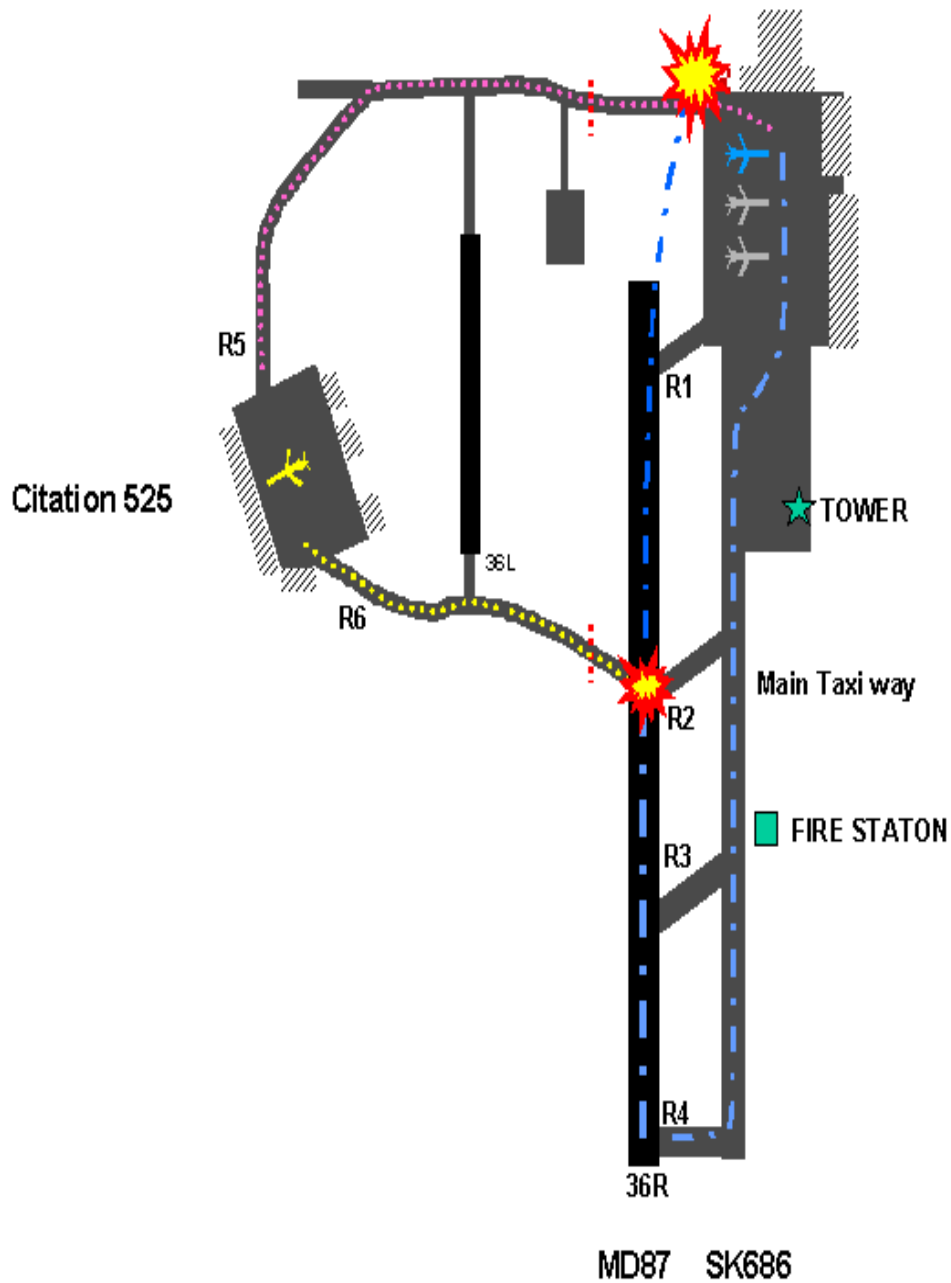 R5
R1
Citation 525
TOWER
36L
R6
Main Taxi way
R2
FIRE STATON
R3
R4
36R
MD87 SK686